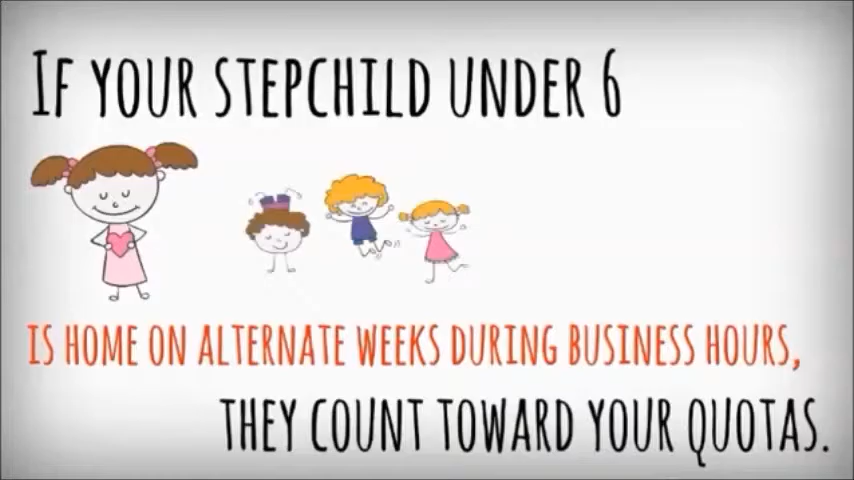 If your stepchild under 6
is home on alternate weeks during business hours,
they count toward your quotas.